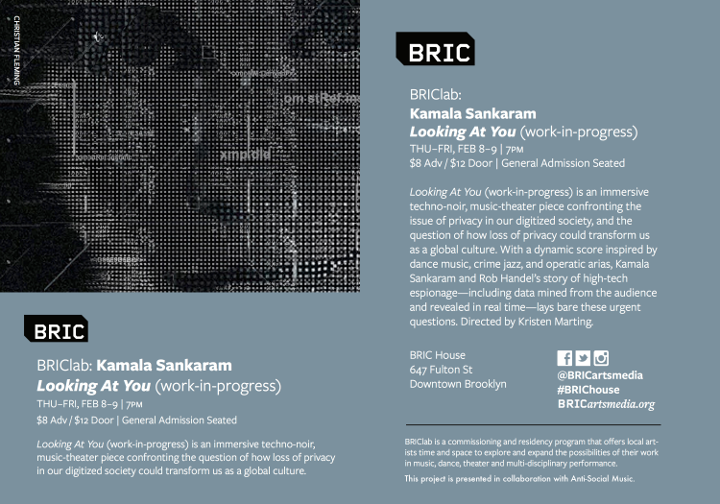 CHRISTIAN FLEMING
om stRef.in
xmpdid
BRIC
BRIClab: Kamala Sankaram
Looking At You (work-in-progress)
THU–FRI, FEB 8–9 | 7PM
$8 Adv / $12 Door | General Admission Seated
Looking At You (work-in-progress) is an immersive techno-noir,
music-theater piece confronting the question of how loss of privacy
in our digitized society could transform us as a global culture.
BRIC
BRIClab:
Kamala Sankaram
Looking At You (work-in-progress)
THU–FRI, FEB 8–9 | 7PM
$8 Adv / $12 Door | General Admission Seated
Looking At You (work-in-progress) is an immersive
techno-noir, music-theater piece confronting the
issue of privacy in our digitized society, and the
question of how loss of privacy could transform us
as a global culture. With a dynamic score inspired by
dance music, crime jazz, and operatic arias, Kamala
Sankaram and Rob Handel's story of high-tech
espionage—including data mined from the audience
and revealed in real time—lays bare these urgent
questions. Directed by Kristen Marting.
BRIC House
647 Fulton St
Downtown Brooklyn
@BRICartsmedia
#BRIChouse
BRICartsmedia.org
BRIClab is a commissioning and residency program that offers local art-
ists time and space to explore and expand the possibilities of their work
in music, dance, theater and multi-disciplinary performance.
This project is presented in collaboration with Anti-Social Music.